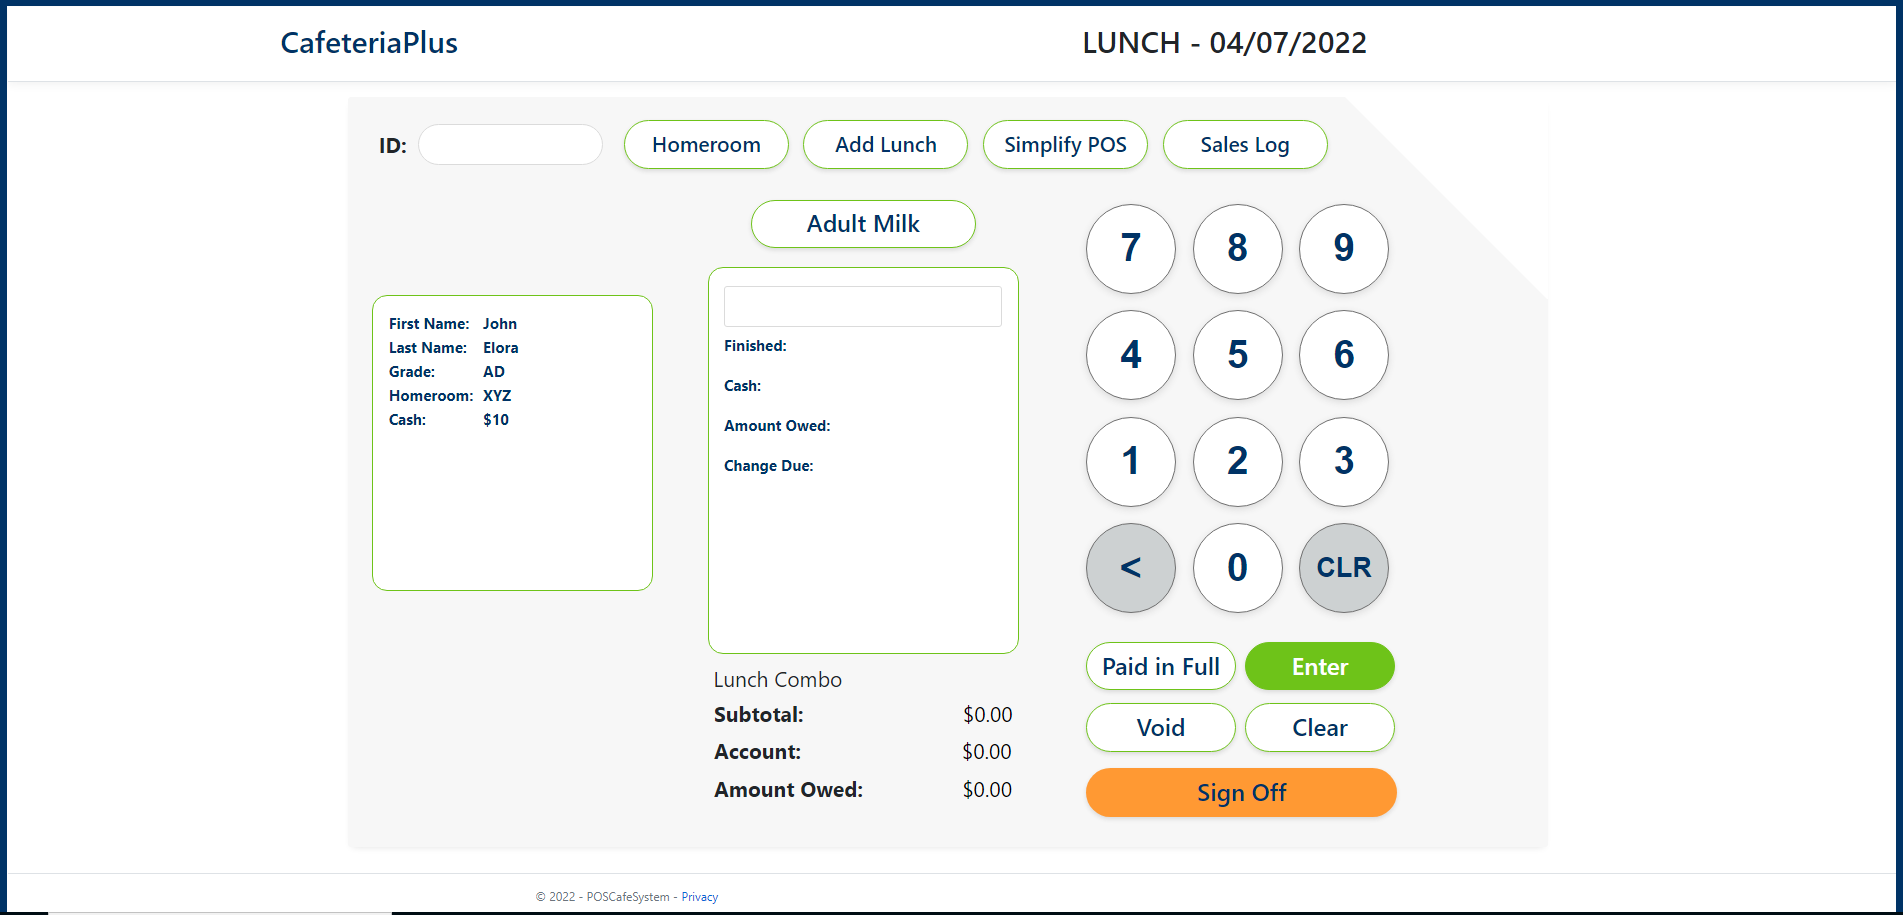 CafeteriaPlus
LUNCH - 04/07/2022
ID:
Homeroom
Add Lunch
Simplify POS
Sales Log
Adult Milk
First Name: John
Last Name: Elora
Grade: AD
Homeroom: XYZ
Cash: $10
Finished:
Cash:
Amount Owed:
Change Due:
Lunch Combo
Subtotal: $0.00
Account: $0.00
Amount Owed: $0.00
7 8 9
4 5 6
1 2 3
< 0 CLR
Paid in Full
Enter
Void
Clear
Sign Off
© 2022 - POSCafeSystem - Privacy